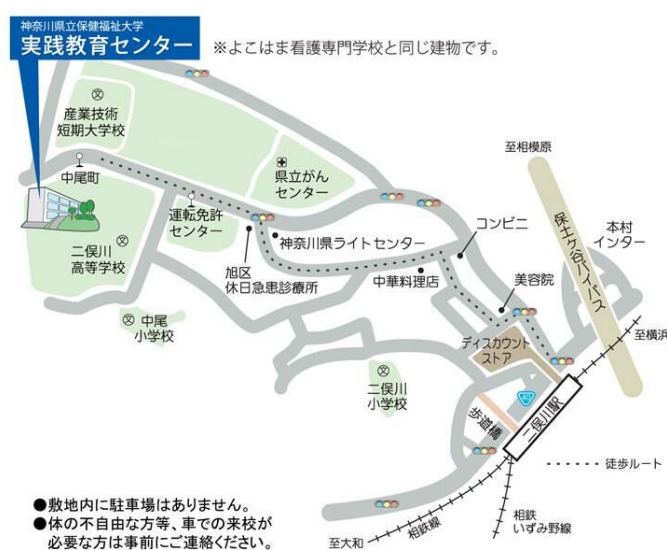 神奈川県立保健福祉大学
実践教育センター
※よこはま看護専門学校と同じ建物です。
産業技術
短期大学校
中尾町
県立がん
センター
至相模原
運転免許
センター
二俣川
高等学校
旭区
休日急患診療所
神奈川県ライトセンター
中華料理店
コンビニ
美容院
保土ヶ谷バイパス
本村
インター
中尾
小学校
ディスカウント
ストア
至横浜
二俣川
小学校
歩道橋
二俣川駅
徒歩ルート
●敷地内に駐車場はありません。
●体の不自由な方等、車での来校が
必要な方は事前にご連絡ください。
至大和
相鉄線
相鉄
いずみ野線